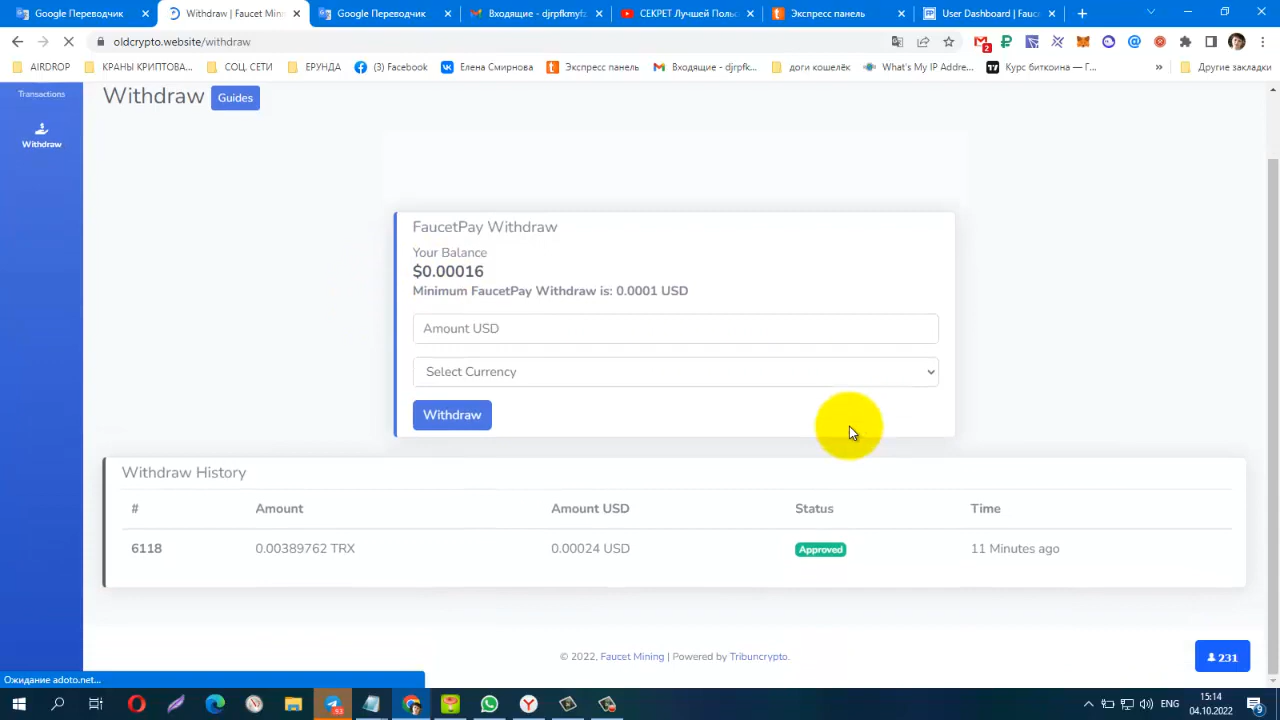 Google Переводчик
Withdraw | Faucet Mini
Google Переводчик
Входящие - djrpfkmyfz
СЕКРЕТ Лучшей Поль
Экспресс панель
User Dashboard | Fauc
oldcrypto.website/withdraw
2
AIRDROP
КРАНЫ КРИПТОВА...
СОЦ. СЕТИ
ЕРУНДА
(3) Facebook
Елена Смирнова
Экспресс панель
Входящие - djrpfk...
доги кошелёк
What's My IP Addre...
Курс биткоина — Г...
»
Другие закладки
Transactions
Withdraw
Withdraw
Guides
FaucetPay Withdraw
Your Balance
$0.00016
Minimum FaucetPay Withdraw is: 0.0001 USD
Amount USD
Select Currency
Withdraw
Withdraw History
# Amount Amount USD Status Time
6118 0.00389762 TRX 0.00024 USD Approved 11 Minutes ago
© 2022, Faucet Mining | Powered by Tribuncrypto.
231
Ожидание adoto.net...
ENG
15:14
04.10.2022